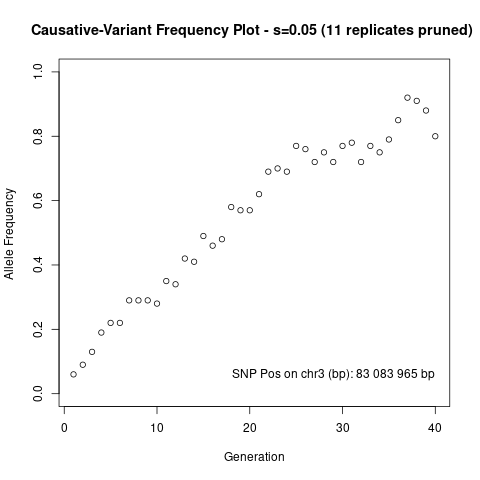 Causative-Variant Frequency Plot - s=0.05 (11 replicates pruned)
1.0
0.8
0.6
0.4
0.2
0.0
Allele Frequency
SNP Pos on chr3 (bp): 83 083 965 bp
0 10 20 30 40
Generation